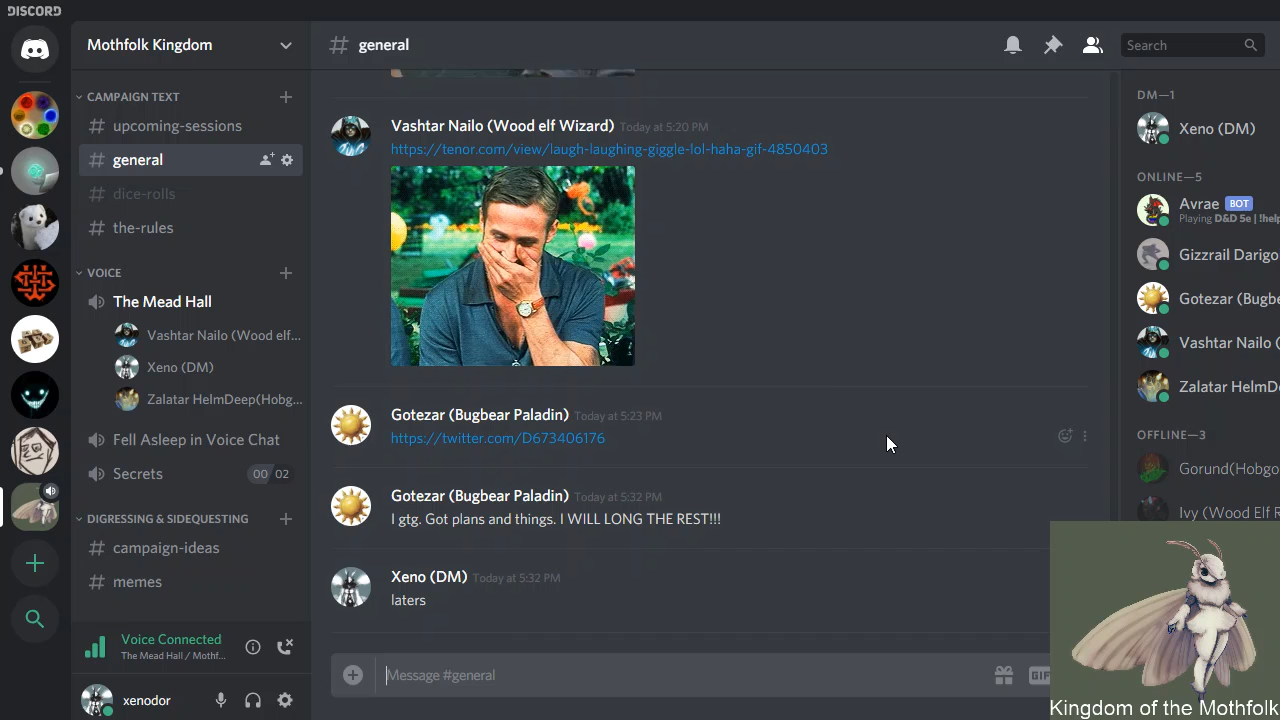 DISCORD
Mothfolk Kingdom
# general
Search
CAMPAIGN TEXT
# upcoming-sessions
# general
# dice-rolls
# the-rules
VOICE
The Mead Hall
Vashtar Nailo (Wood elf...
Xeno (DM)
Zalatar HelmDeep(Hobg...
Fell Asleep in Voice Chat
Secrets 00 02
DIGRESSING & SIDEQUESTING
# campaign-ideas
# memes
Voice Connected
The Mead Hall / Mothf...
xenodor
Vashtar Nailo (Wood elf Wizard) Today at 5:20 PM
https://tenor.com/view/laugh-laughing-giggle-lol-haha-gif-4850403
Gotezar (Bugbear Paladin) Today at 5:23 PM
https://twitter.com/D673406176
Gotezar (Bugbear Paladin) Today at 5:32 PM
I gtg. Got plans and things. I WILL LONG THE REST!!!
Xeno (DM) Today at 5:32 PM
laters
Message #general
GIF
DM—1
Xeno (DM)
ONLINE—5
Avrae BOT
Playing D&D 5e | !help
Gizzrail Darigo
Gotezar (Bugbe
Vashtar Nailo (
Zalatar HelmD
OFFLINE—3
Gorund(Hobgo
Ivy (Wood Elf R
Kingdom of the Mothfolk